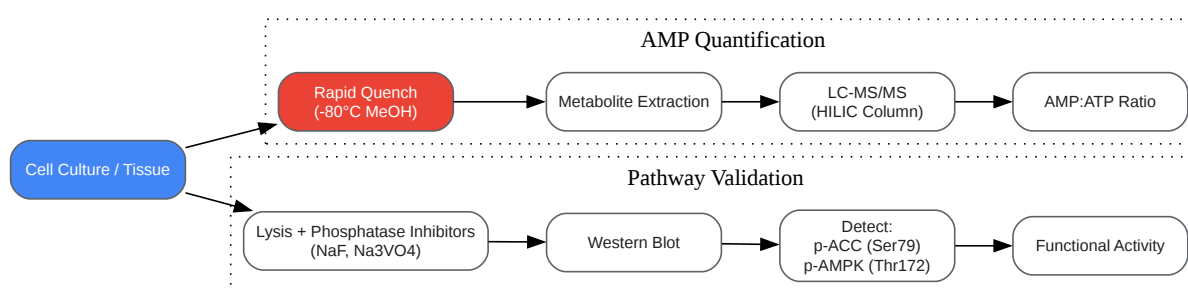 AMP Quantification
Rapid Quench
(-80°C MeOH)
Metabolite Extraction
LC-MS/MS
(HILIC Column)
AMP:ATP Ratio
Cell Culture / Tissue
Pathway Validation
Lysis + Phosphatase Inhibitors
(NaF, Na3VO4)
Western Blot
Detect:
p-ACC (Ser79)
p-AMPK (Thr172)
Functional Activity